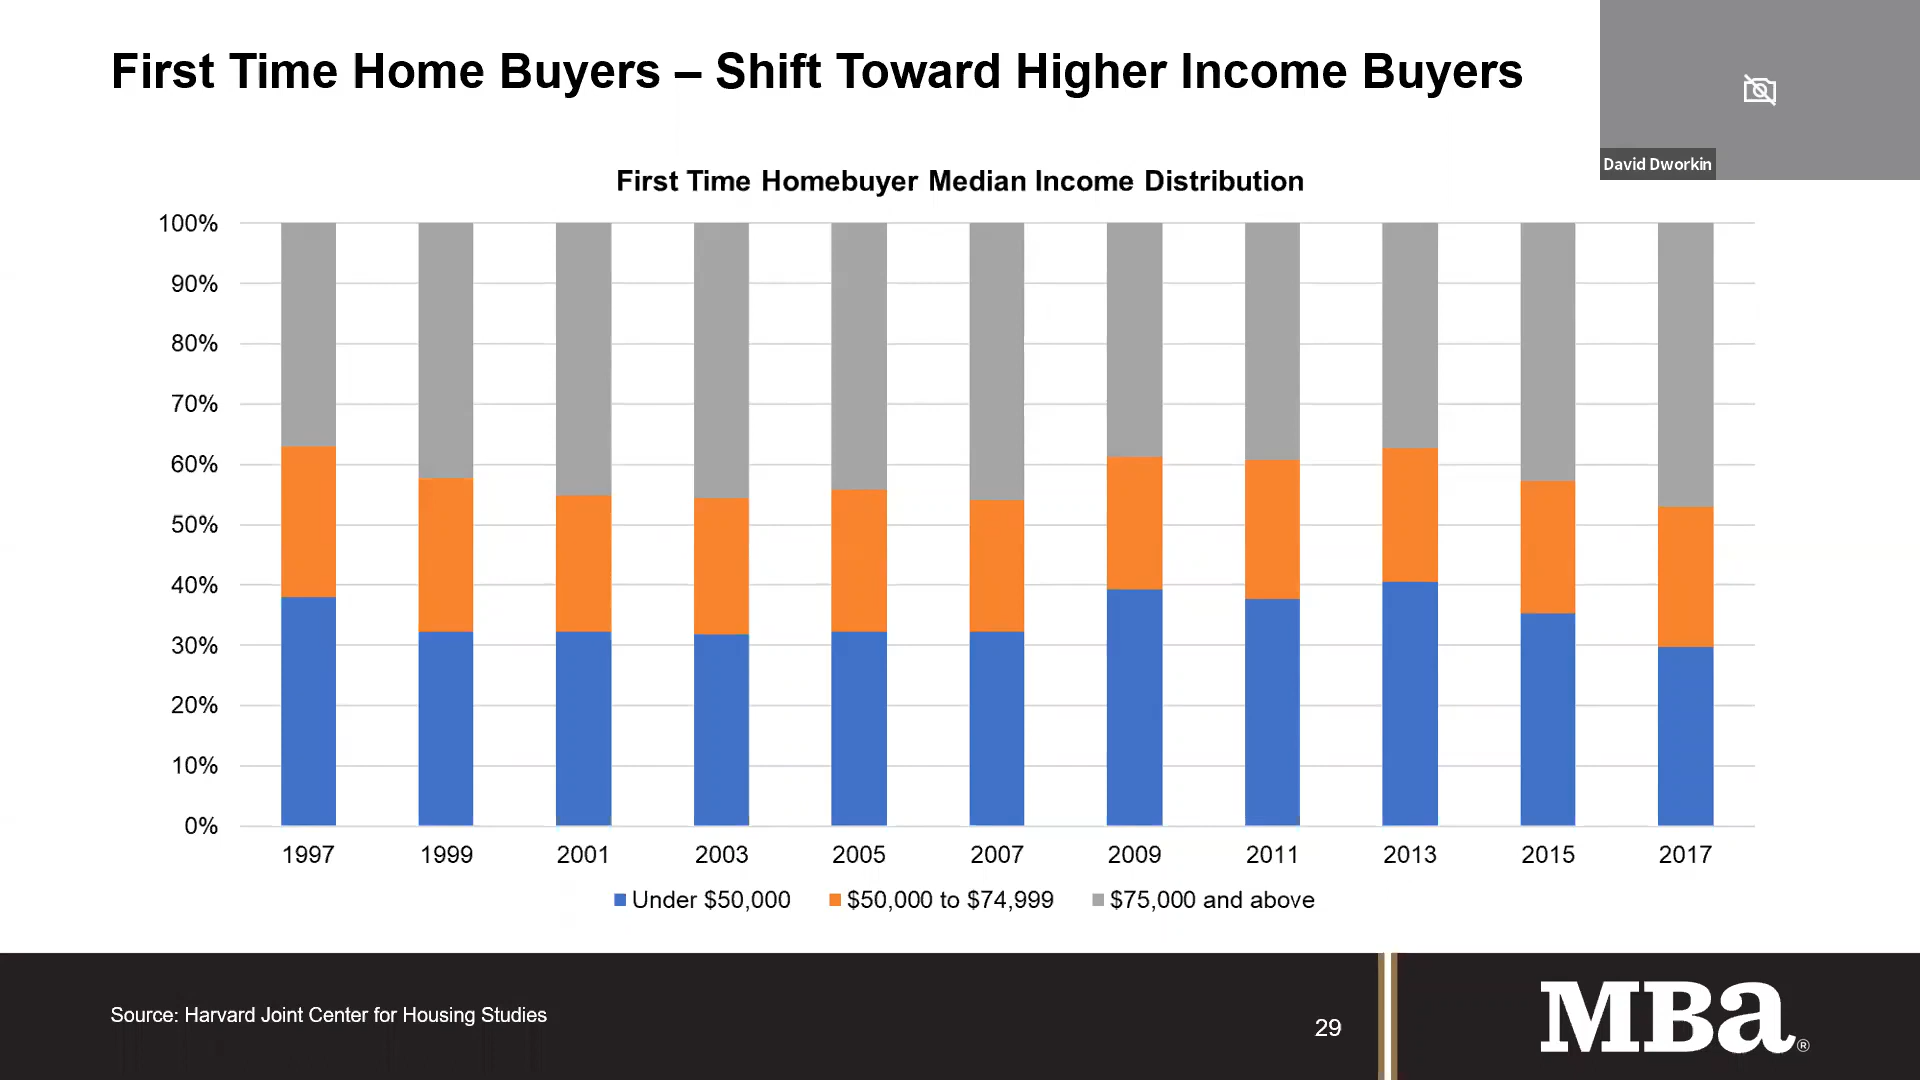 First Time Home Buyers – Shift Toward Higher Income Buyers
David Dworkin
First Time Homebuyer Median Income Distribution
100%
90%
80%
70%
60%
50%
40%
30%
20%
10%
0%
1997 1999 2001 2003 2005 2007 2009 2011 2013 2015 2017
Under $50,000 $50,000 to $74,999 $75,000 and above
Source: Harvard Joint Center for Housing Studies
29
MBa®